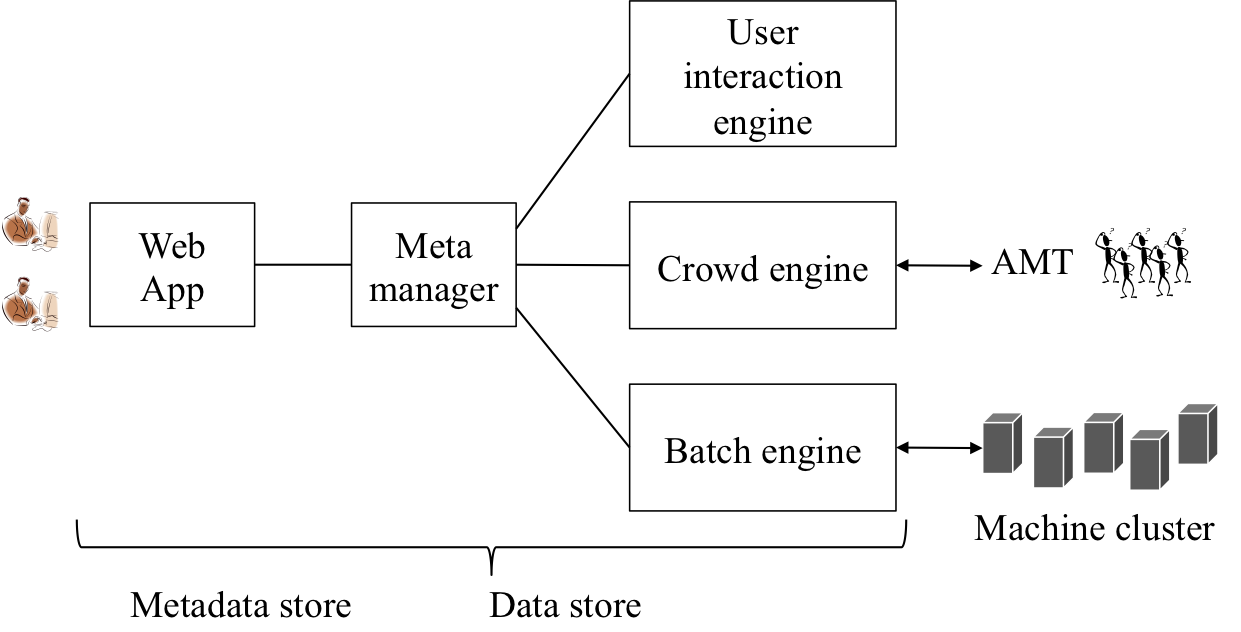 User
interaction
engine
Web
App
Meta
manager
Crowd engine
AMT
Batch engine
Machine cluster
Metadata store
Data store